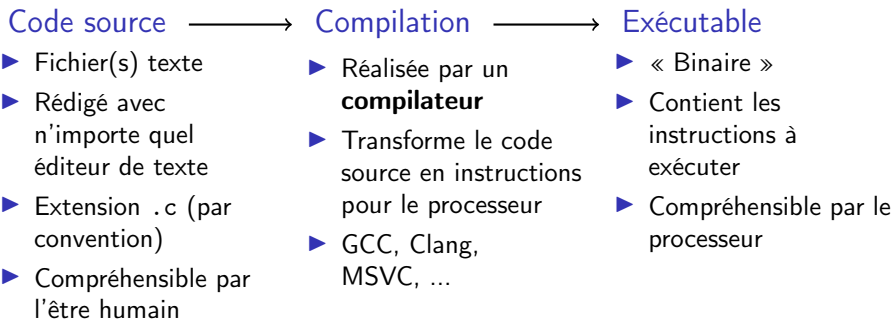 Code source
Fichier(s) texte
Rédigé avec
n'importe quel
éditeur de texte
Extension .c (par
convention)
Compréhensible par
l'être humain
Compilation
Réalisée par un
compilateur
Transforme le code
source en instructions
pour le processeur
GCC, Clang,
MSVC, ...
Exécutable
« Binaire »
Contient les
instructions à
exécuter
Compréhensible par le
processeur